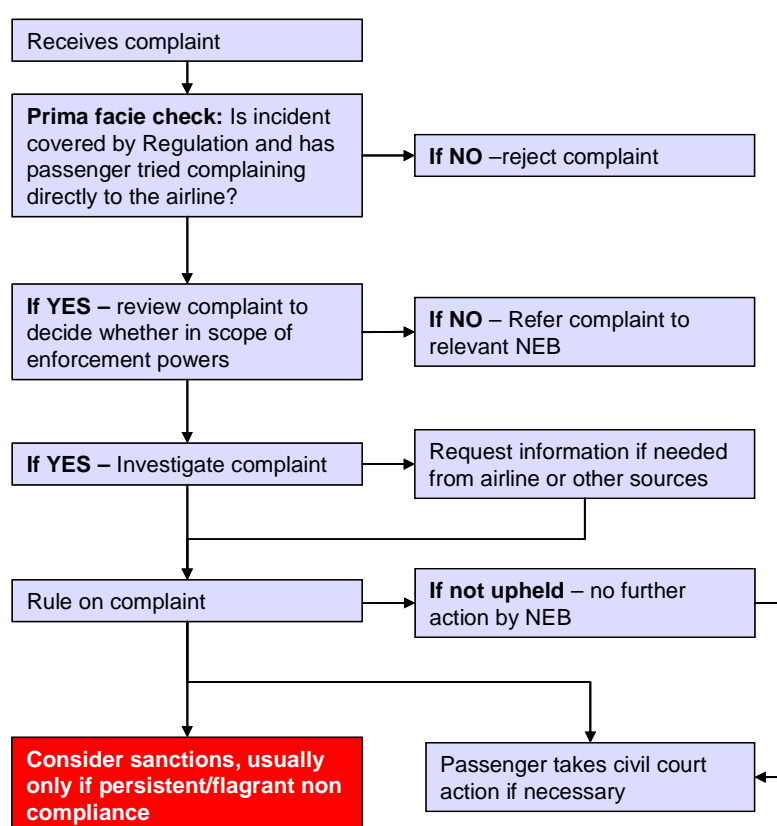 Receives complaint
Prima facie check: Is incident
covered by Regulation and has
passenger tried complaining
directly to the airline?
If NO –reject complaint
If YES – review complaint to
decide whether in scope of
enforcement powers
If NO – Refer complaint to
relevant NEB
If YES – Investigate complaint
Request information if needed
from airline or other sources
Rule on complaint
If not upheld – no further
action by NEB
Consider sanctions, usually
only if persistent/flagrant non
compliance
Passenger takes civil court
action if necessary